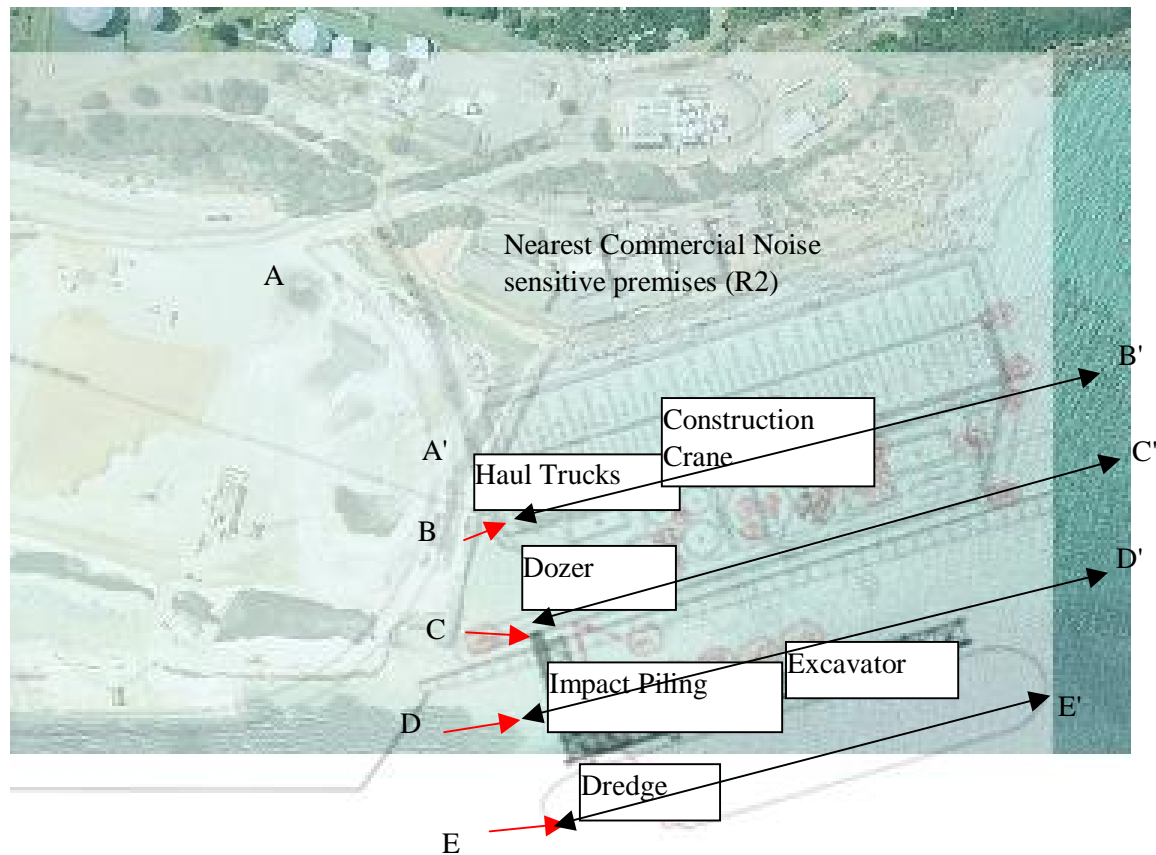 Nearest Commercial Noise
sensitive premises (R2)
A
B'
Construction
Crane
A'
Haul Trucks
C'
B
Dozer
D'
C
Excavator
Impact Piling
E'
D
Dredge
E